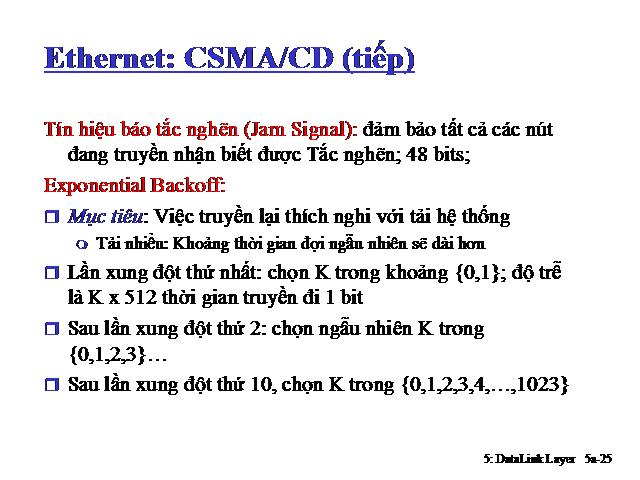 Ethernet: CSMA/CD (tiếp)
Tín hiệu báo tắc nghẽn (Jam Signal): đảm bảo tất cả các nút
đang truyền nhận biết được Tắc nghẽn; 48 bits;
Exponential Backoff:
Mục tiêu: Việc truyền lại thích nghi với tải hệ thống
Tải nhiều: Khoảng thời gian đợi ngẫu nhiên sẽ dài hơn
Lần xung đột thứ nhất: chọn K trong khoảng {0,1}; độ trễ
là K x 512 thời gian truyền đi 1 bit
Sau lần xung đột thứ 2: chọn ngẫu nhiên K trong
{0,1,2,3}…
Sau lần xung đột thứ 10, chọn K trong {0,1,2,3,4,…,1023}
5: DataLink Layer 5a-25